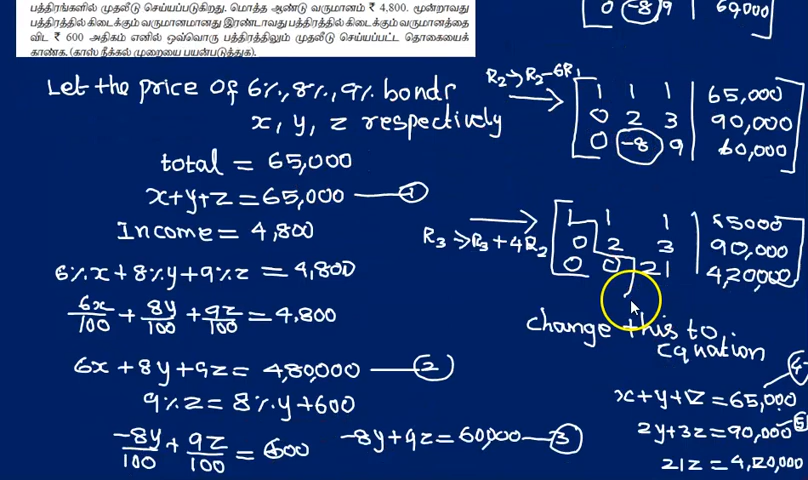 பத்திரங்களில் முதலீடு செய்யப்படுகிறது. மொத்த ஆண்டு வருமானம் ₹ 4,800. மூன்றாவது
பத்திரத்தில் கிடைக்கும் வருமானமானது இரண்டாவது பத்திரத்தில் கிடைக்கும் வருமானத்தை
விட ₹ 600 அதிகம் எனில் ஒவ்வொரு பத்திரத்திலும் முதலீடு செய்யப்பட்ட தொகையைக்
காண்க. (காஸ் நீக்கல் முறையை பயன்படுத்துக).
Let the price of 6%, 8%, 9% bonds
x, y, z respectively
total = 65,000
x+y+z = 65,000 —①
Income = 4,800
6%x + 8%y + 9%z = 4,800
6x/100 + 8y/100 + 9z/100 = 4,800
6x + 8y + 9z = 4,80,000 —②
9%z = 8%y + 600
-8y/100 + 9z/100 = 600
-8y + 9z = 60,000 —③
0 -8 9 | 60,000
R2 → R2 - 6R1
1 1 1 | 65,000
0 2 3 | 90,000
0 -8 9 | 60,000
R3 → R3 + 4R2
1 1 1 | 65000
0 2 3 | 90,000
0 0 21 | 4,20,000
change this to
Equation
x + y + 1z = 65,000 —④
2y + 3z = 90,000 —⑤
21z = 4,20,000